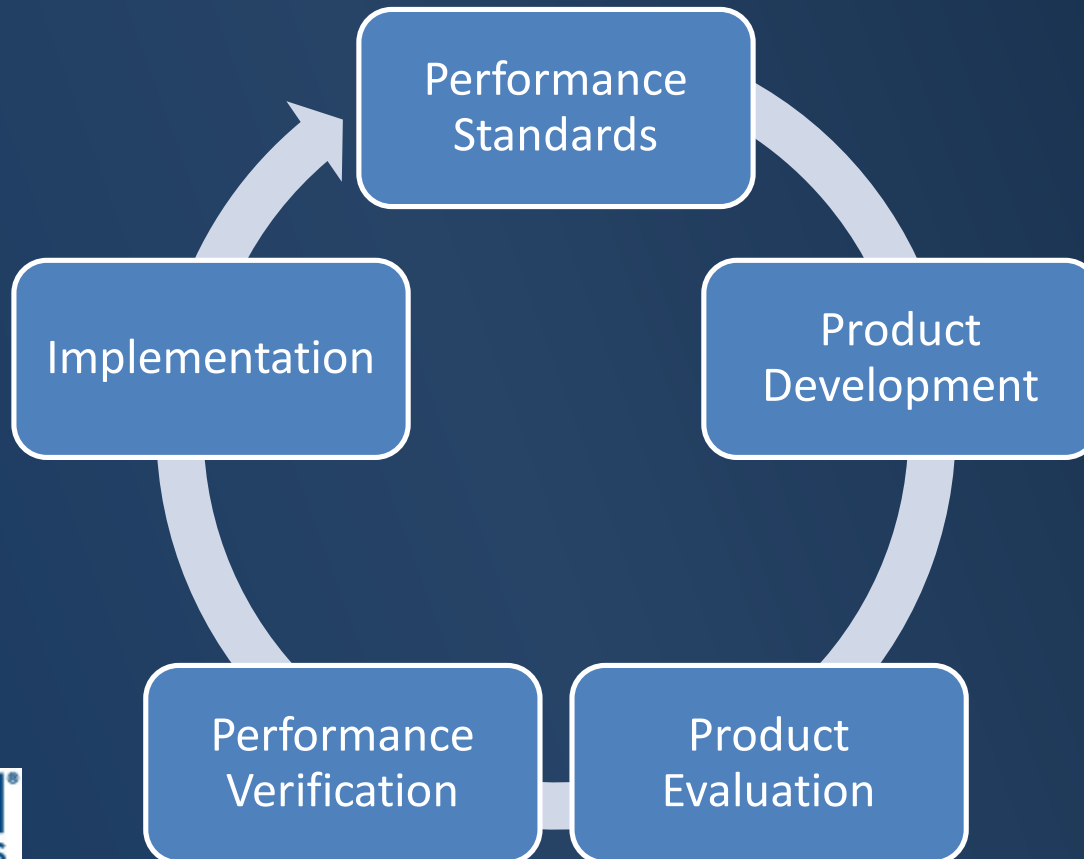 Performance
Standards
Product
Development
Product
Evaluation
Performance
Verification
Implementation